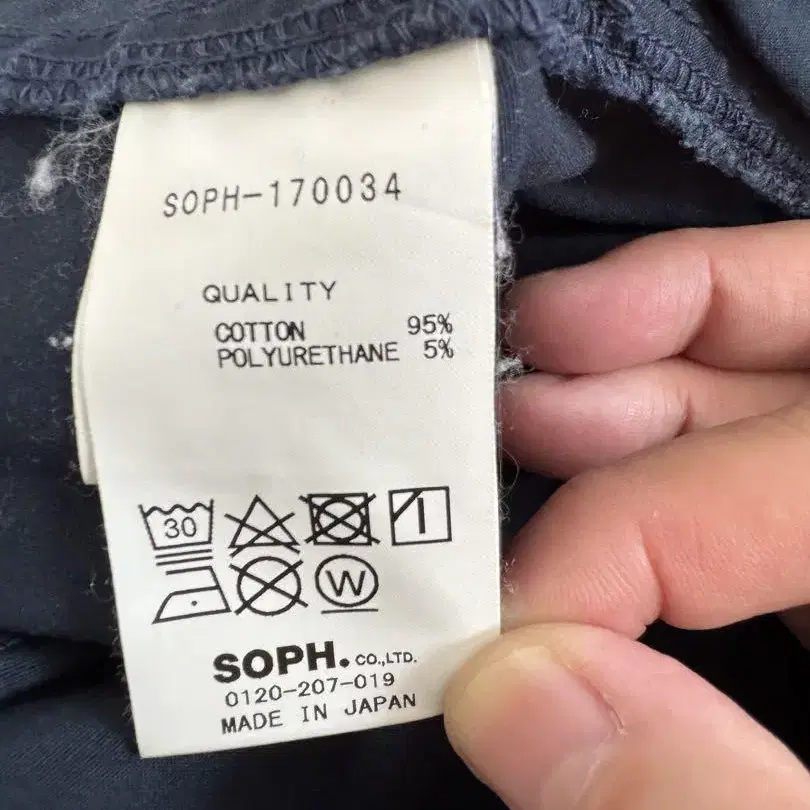 SOPH-170034
QUALITY
COTTON 95%
POLYURETHANE 5%
30
W
SOPH. CO.,LTD.
0120-207-019
MADE IN JAPAN